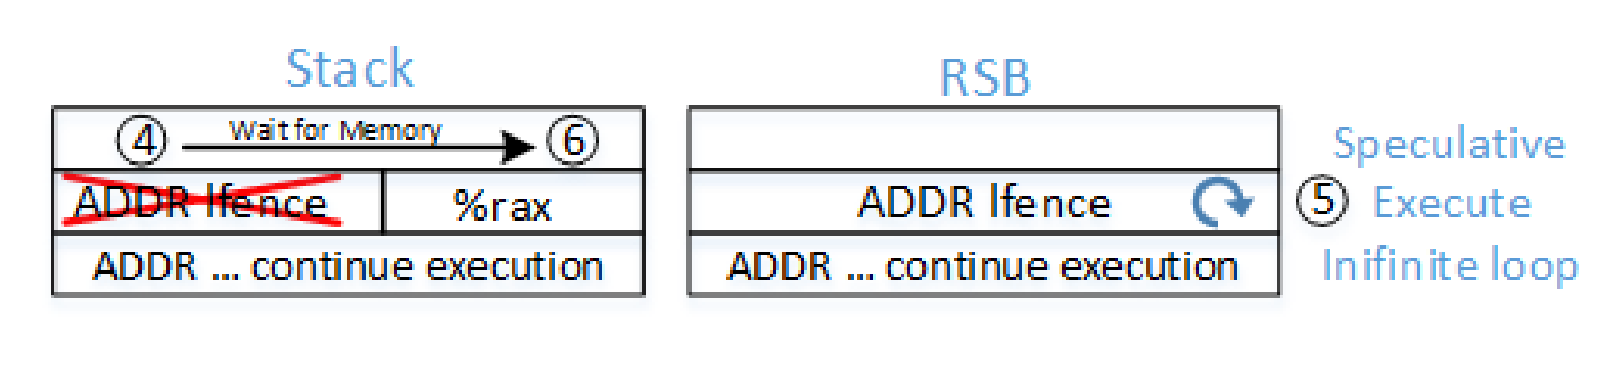 Stack
RSB
④ Wait for Memory ⑥
ADDR lfence %rax
ADDR ... continue execution
ADDR lfence
ADDR ... continue execution
Speculative
⑤ Execute
Inifinite loop